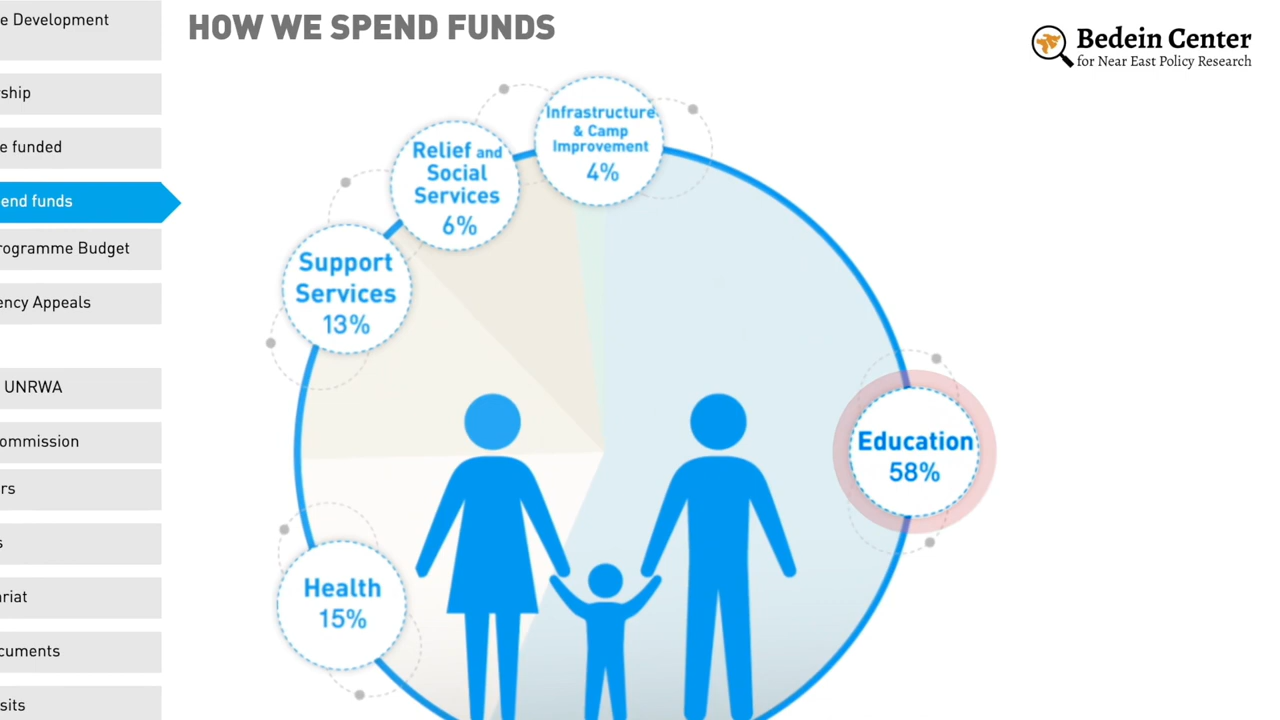 e Development
ship
e funded
end funds
rogramme Budget
ency Appeals
UNRWA
ommission
rs
s
riat
cuments
sits
HOW WE SPEND FUNDS
Bedein Center
for Near East Policy Research
Infrastructure
& Camp
Improvement
4%
Relief and
Social
Services
6%
Support
Services
13%
Education
58%
Health
15%